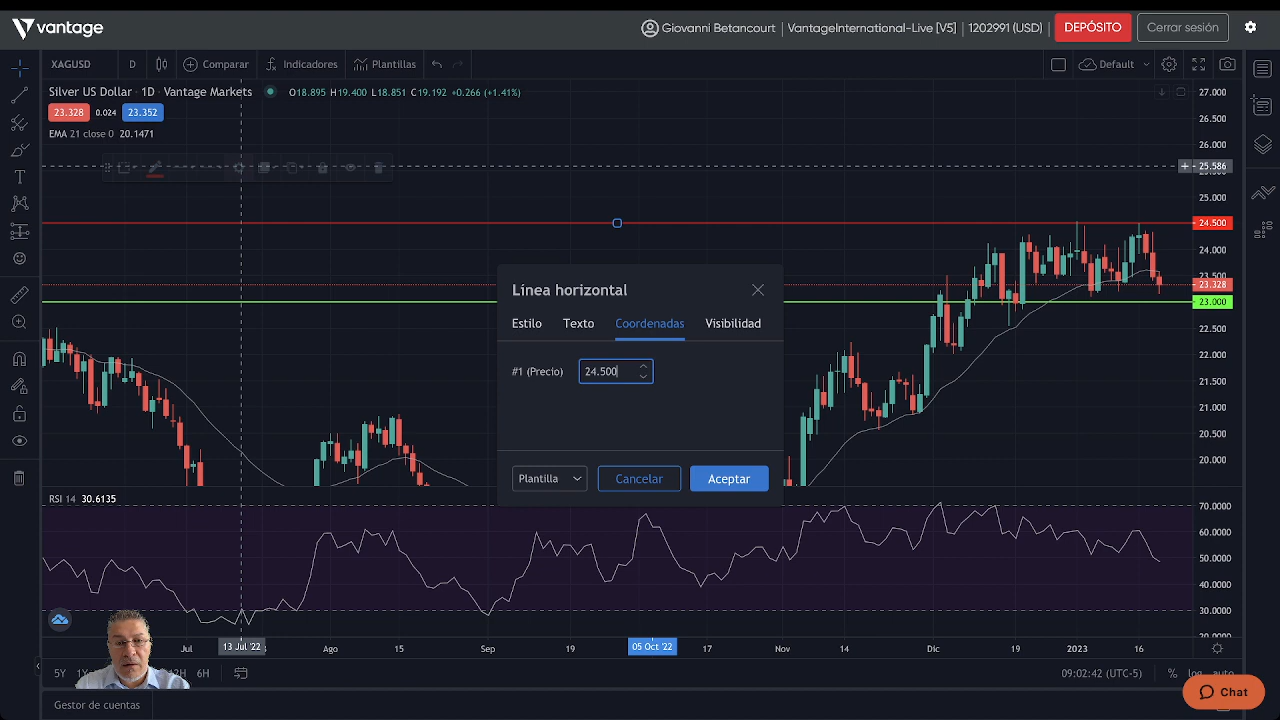 vantage
Giovanni Betancourt | VantageInternational-Live [V5] | 1202991 (USD) | DEPÓSITO Cerrar sesión
XAGUSD D Comparar Indicadores Plantillas Default
Silver US Dollar · 1D · Vantage Markets O18.895 H19.400 L18.851 C19.192 +0.266 (+1.41%)
23.328 0.024 23.352
EMA 21 close 0 20.1471
27.000
26.500
26.000
25.586
25.000
24.500
24.000
23.500
23.328
23.000
22.500
22.000
21.500
21.000
20.500
20.000
Línea horizontal
Estilo Texto Coordenadas Visibilidad
#1 (Precio) 24.500
Plantilla Cancelar Aceptar
RSI 14 30.6135
70.0000
60.0000
50.0000
40.0000
30.0000
20.0000
Jul 13 Jul '22 Ago 15 Sep 19 05 Oct '22 17 Nov 14 Dic 19 2023 16
5Y 12H 6H 09:02:42 (UTC-5) % log auto
Gestor de cuentas
Chat